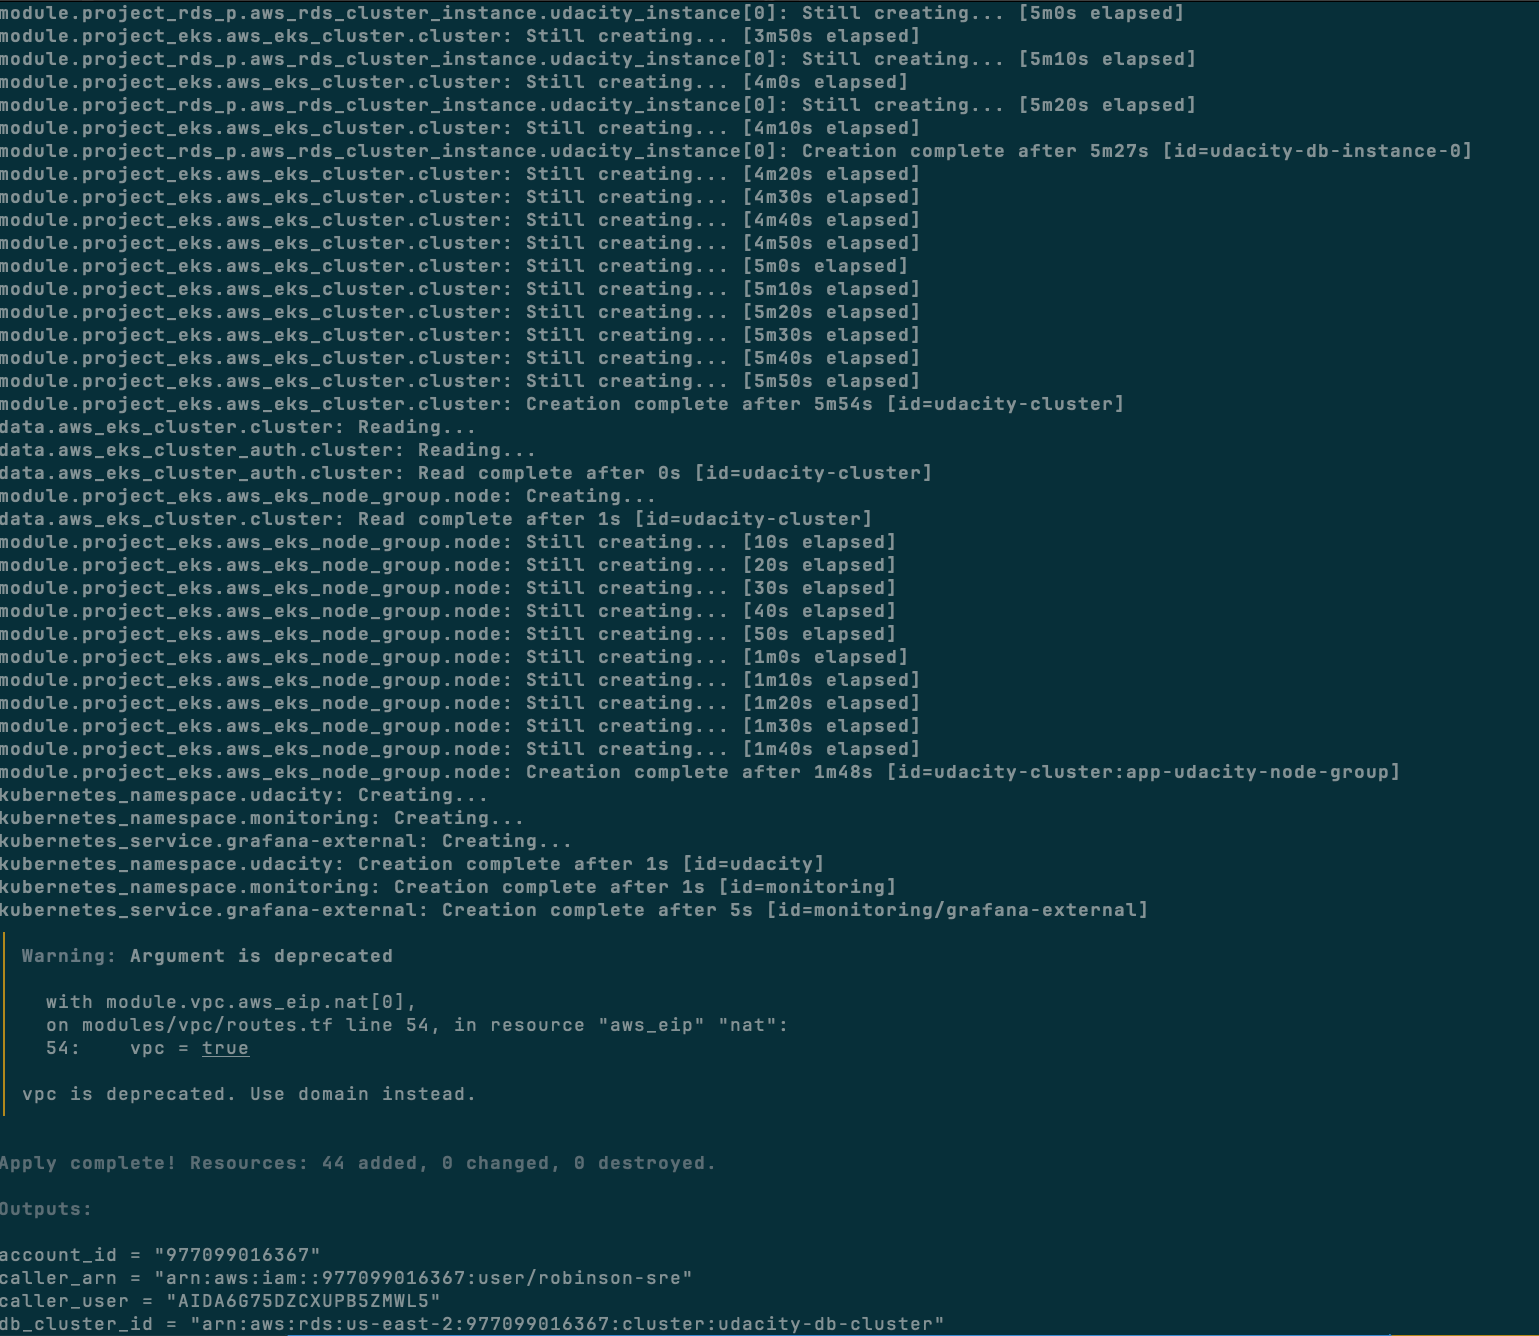 module.project_rds_p.aws_rds_cluster_instance.udacity_instance[0]: Still creating... [5m0s elapsed]
module.project_eks.aws_eks_cluster.cluster: Still creating... [3m50s elapsed]
module.project_rds_p.aws_rds_cluster_instance.udacity_instance[0]: Still creating... [5m10s elapsed]
module.project_eks.aws_eks_cluster.cluster: Still creating... [4m0s elapsed]
module.project_rds_p.aws_rds_cluster_instance.udacity_instance[0]: Still creating... [5m20s elapsed]
module.project_eks.aws_eks_cluster.cluster: Still creating... [4m10s elapsed]
module.project_rds_p.aws_rds_cluster_instance.udacity_instance[0]: Creation complete after 5m27s [id=udacity-db-instance-0]
module.project_eks.aws_eks_cluster.cluster: Still creating... [4m20s elapsed]
module.project_eks.aws_eks_cluster.cluster: Still creating... [4m30s elapsed]
module.project_eks.aws_eks_cluster.cluster: Still creating... [4m40s elapsed]
module.project_eks.aws_eks_cluster.cluster: Still creating... [4m50s elapsed]
module.project_eks.aws_eks_cluster.cluster: Still creating... [5m0s elapsed]
module.project_eks.aws_eks_cluster.cluster: Still creating... [5m10s elapsed]
module.project_eks.aws_eks_cluster.cluster: Still creating... [5m20s elapsed]
module.project_eks.aws_eks_cluster.cluster: Still creating... [5m30s elapsed]
module.project_eks.aws_eks_cluster.cluster: Still creating... [5m40s elapsed]
module.project_eks.aws_eks_cluster.cluster: Still creating... [5m50s elapsed]
module.project_eks.aws_eks_cluster.cluster: Creation complete after 5m54s [id=udacity-cluster]
data.aws_eks_cluster.cluster: Reading...
data.aws_eks_cluster_auth.cluster: Reading...
data.aws_eks_cluster_auth.cluster: Read complete after 0s [id=udacity-cluster]
module.project_eks.aws_eks_node_group.node: Creating...
data.aws_eks_cluster.cluster: Read complete after 1s [id=udacity-cluster]
module.project_eks.aws_eks_node_group.node: Still creating... [10s elapsed]
module.project_eks.aws_eks_node_group.node: Still creating... [20s elapsed]
module.project_eks.aws_eks_node_group.node: Still creating... [30s elapsed]
module.project_eks.aws_eks_node_group.node: Still creating... [40s elapsed]
module.project_eks.aws_eks_node_group.node: Still creating... [50s elapsed]
module.project_eks.aws_eks_node_group.node: Still creating... [1m0s elapsed]
module.project_eks.aws_eks_node_group.node: Still creating... [1m10s elapsed]
module.project_eks.aws_eks_node_group.node: Still creating... [1m20s elapsed]
module.project_eks.aws_eks_node_group.node: Still creating... [1m30s elapsed]
module.project_eks.aws_eks_node_group.node: Still creating... [1m40s elapsed]
module.project_eks.aws_eks_node_group.node: Creation complete after 1m48s [id=udacity-cluster:app-udacity-node-group]
kubernetes_namespace.udacity: Creating...
kubernetes_namespace.monitoring: Creating...
kubernetes_service.grafana-external: Creating...
kubernetes_namespace.udacity: Creation complete after 1s [id=udacity]
kubernetes_namespace.monitoring: Creation complete after 1s [id=monitoring]
kubernetes_service.grafana-external: Creation complete after 5s [id=monitoring/grafana-external]
Warning: Argument is deprecated
with module.vpc.aws_eip.nat[0],
on modules/vpc/routes.tf line 54, in resource "aws_eip" "nat":
54:    vpc = true
vpc is deprecated. Use domain instead.
Apply complete! Resources: 44 added, 0 changed, 0 destroyed.
Outputs:
account_id = "977099016367"
caller_arn = "arn:aws:iam::977099016367:user/robinson-sre"
caller_user = "AIDA6G75DZCXUPB5ZMWL5"
db_cluster_id = "arn:aws:rds:us-east-2:977099016367:cluster:udacity-db-cluster"